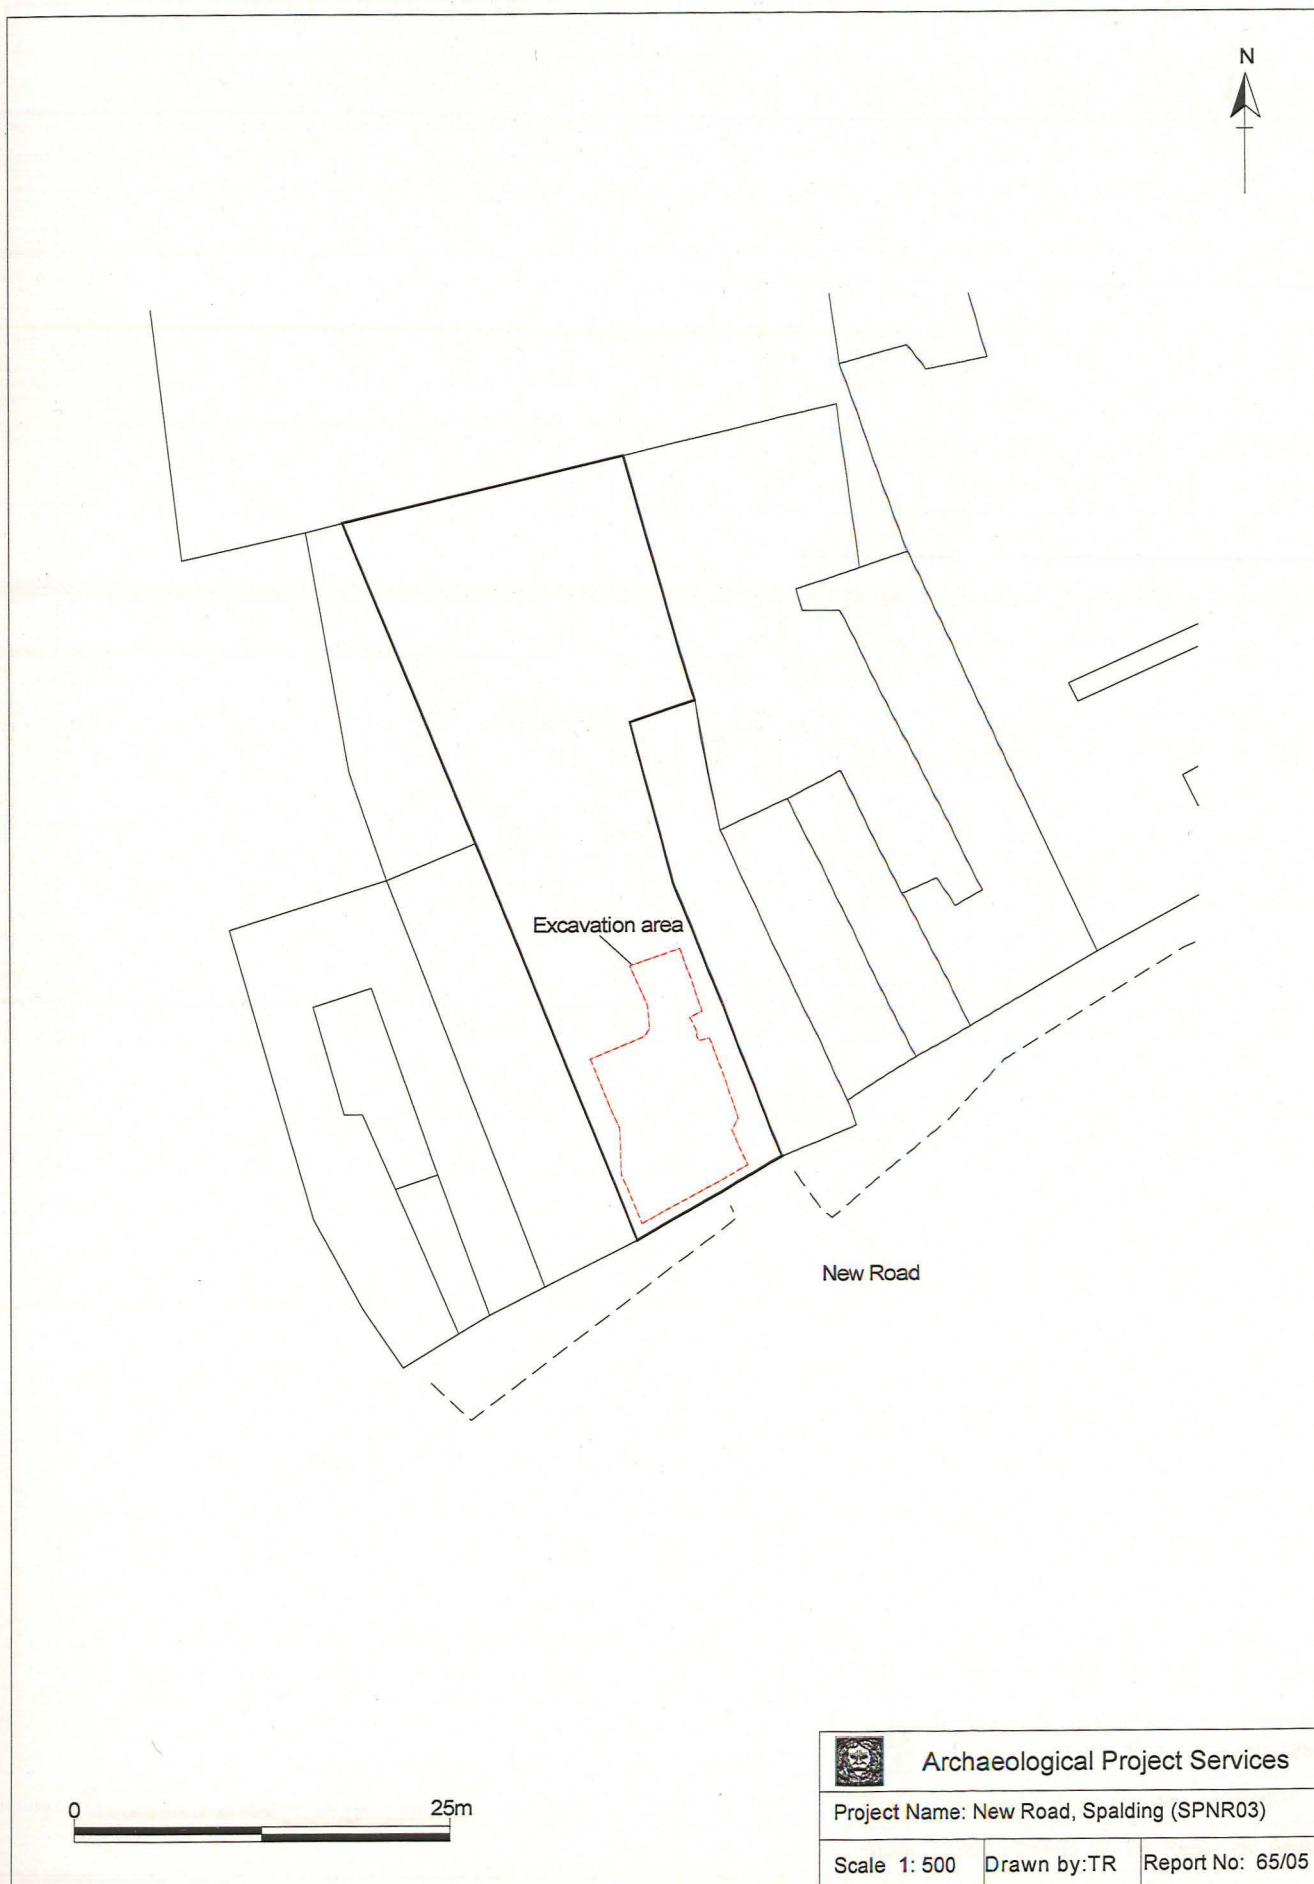 N
Excavation area
New Road
0 25m
Archaeological Project Services
Project Name: New Road, Spalding (SPNR03)
Scale 1: 500 Drawn by:TR Report No: 65/05